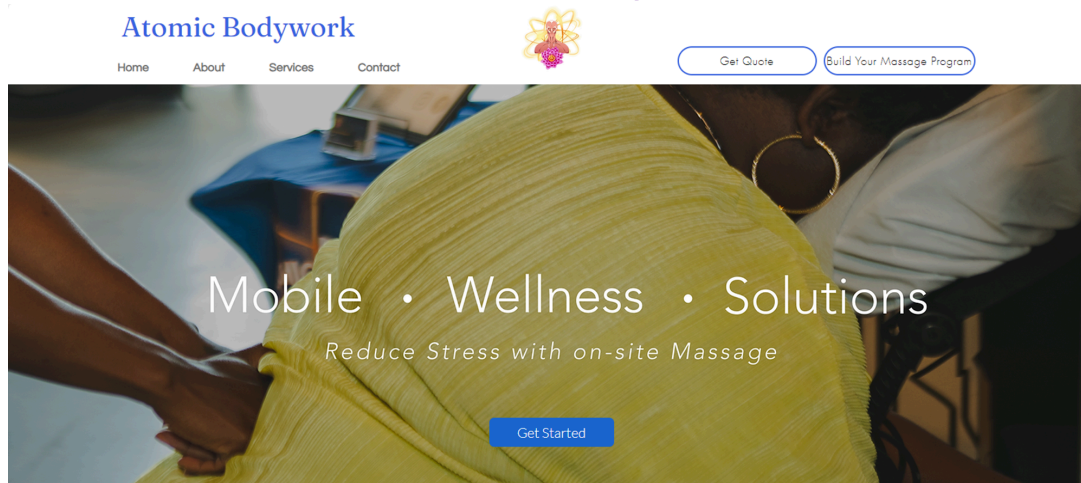 Atomic Bodywork
Home About Services Contact
Get Quote
Build Your Massage Program
Mobile • Wellness • Solutions
Reduce Stress with on-site Massage
Get Started